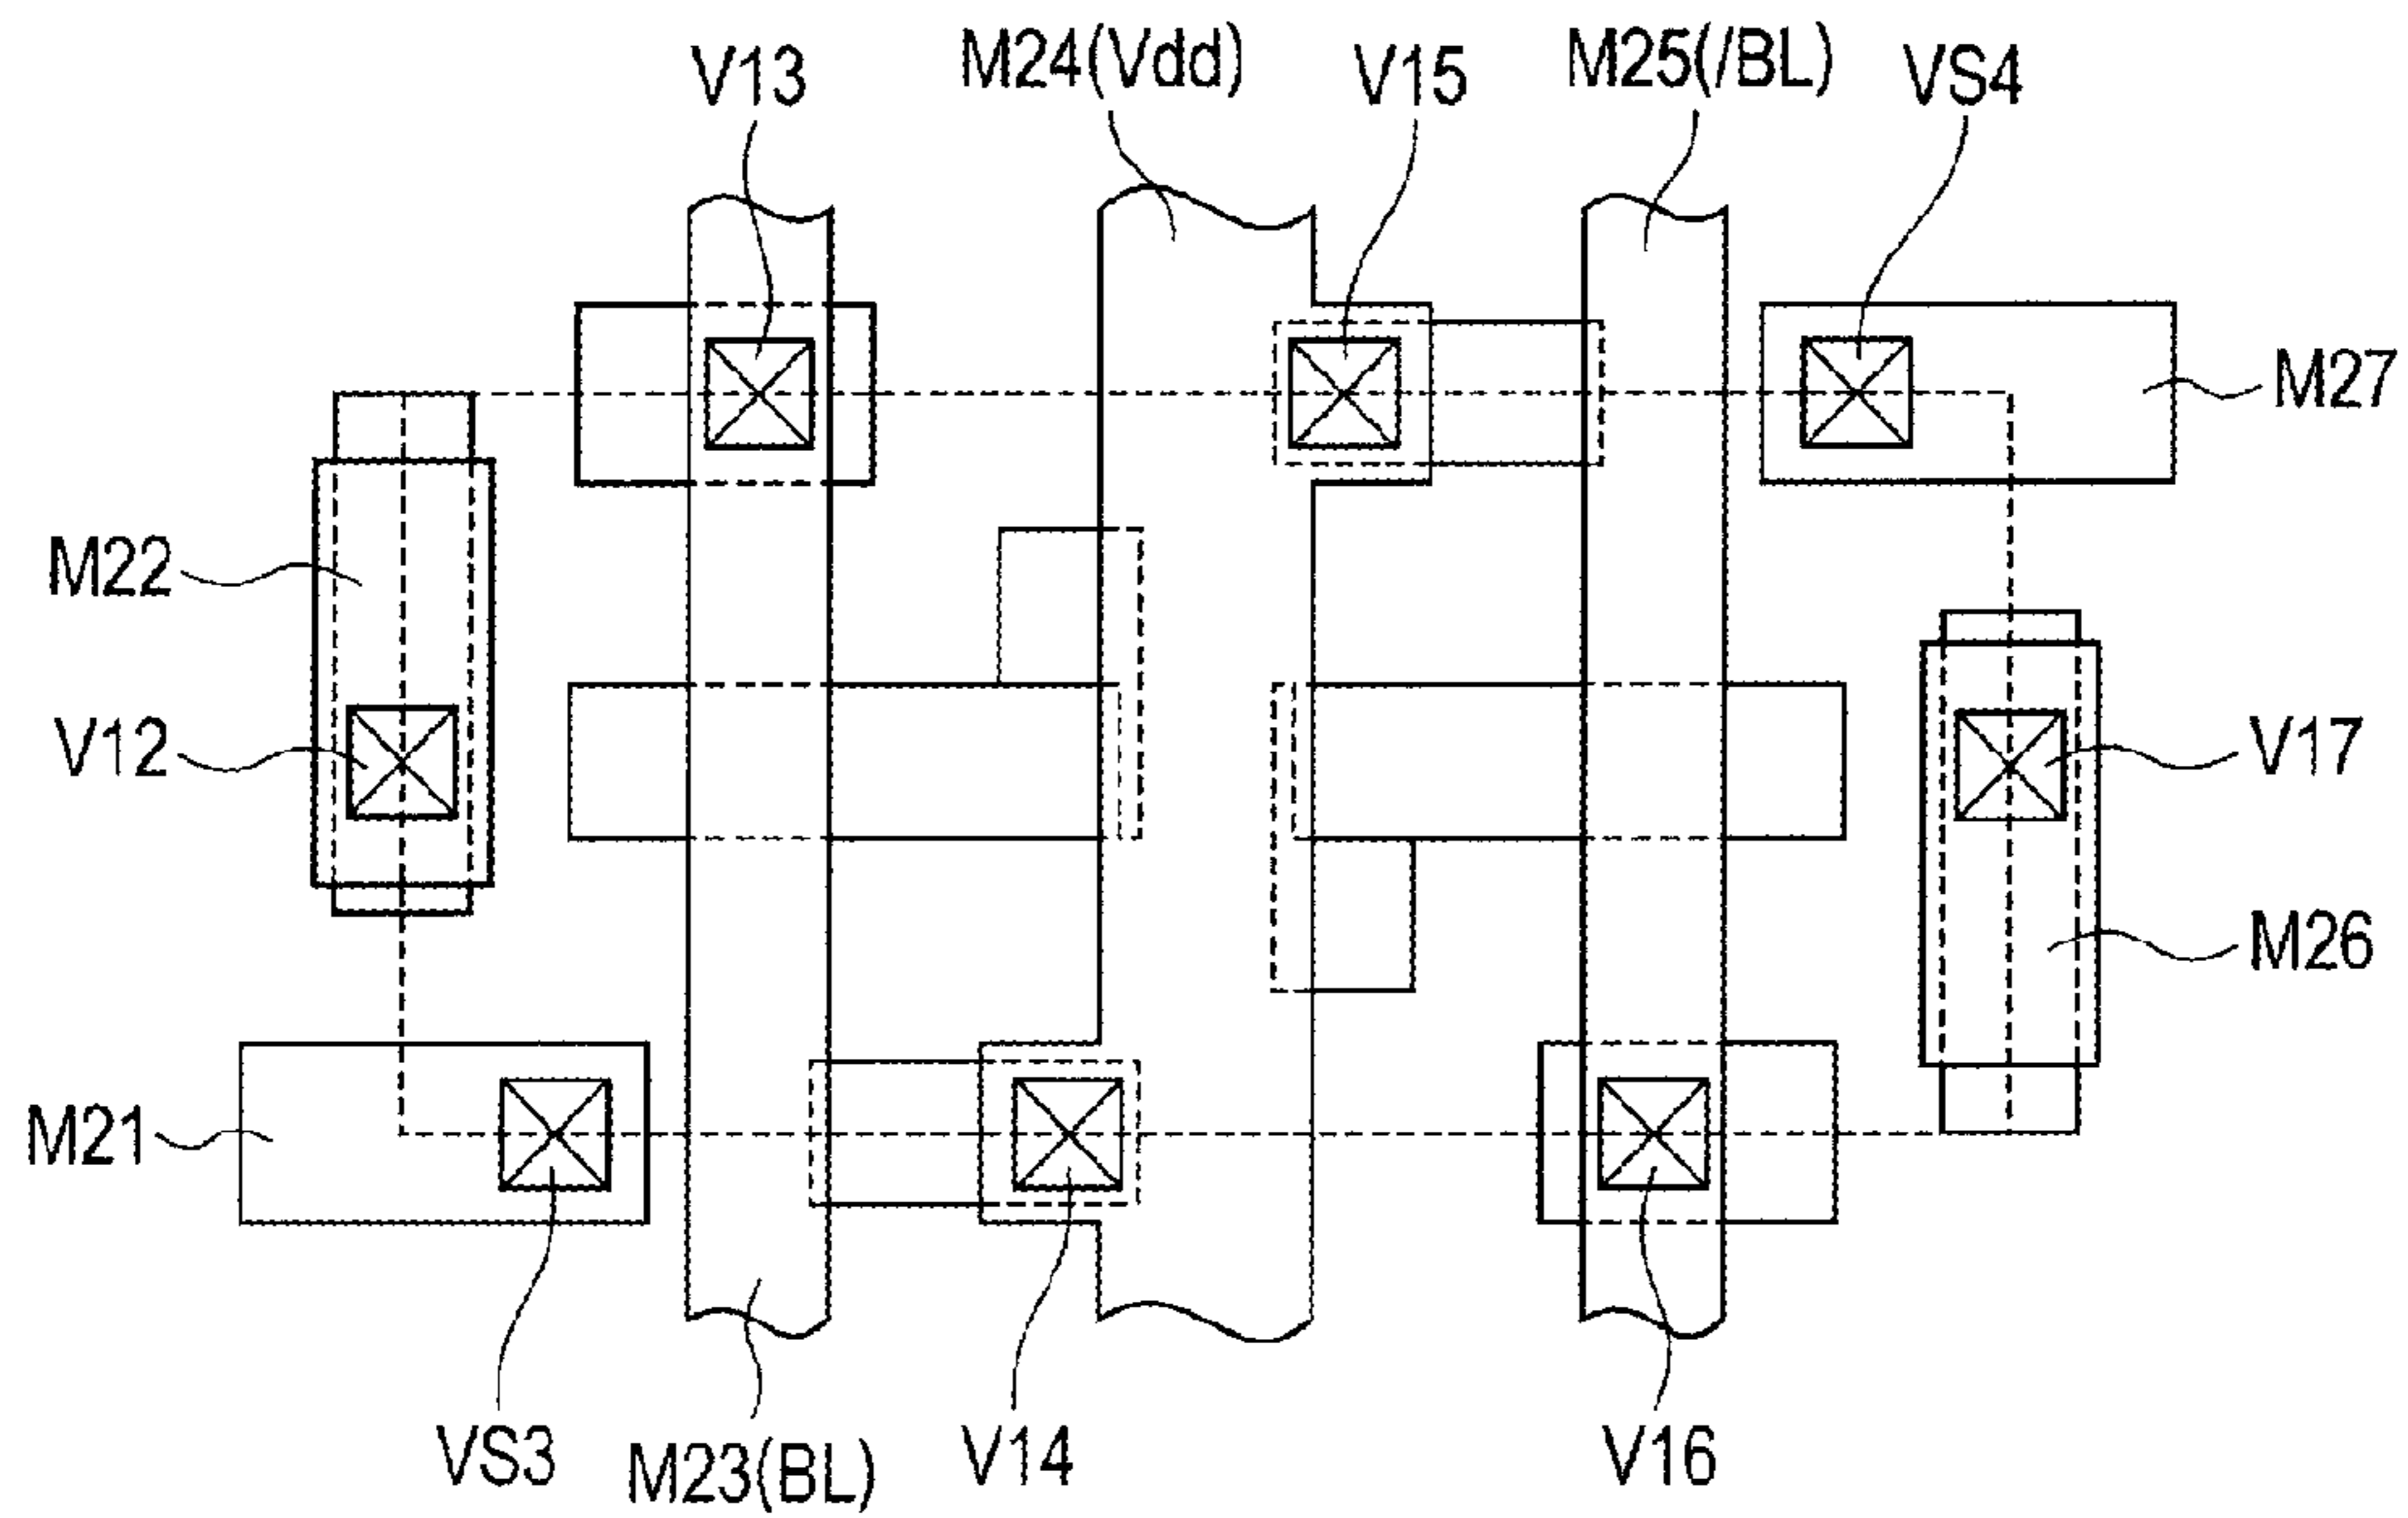 V13
M24(Vdd)
V15
M25(/BL)
VS4
M27
M22
V12
V17
M26
M21
VS3
M23(BL)
V14
V16